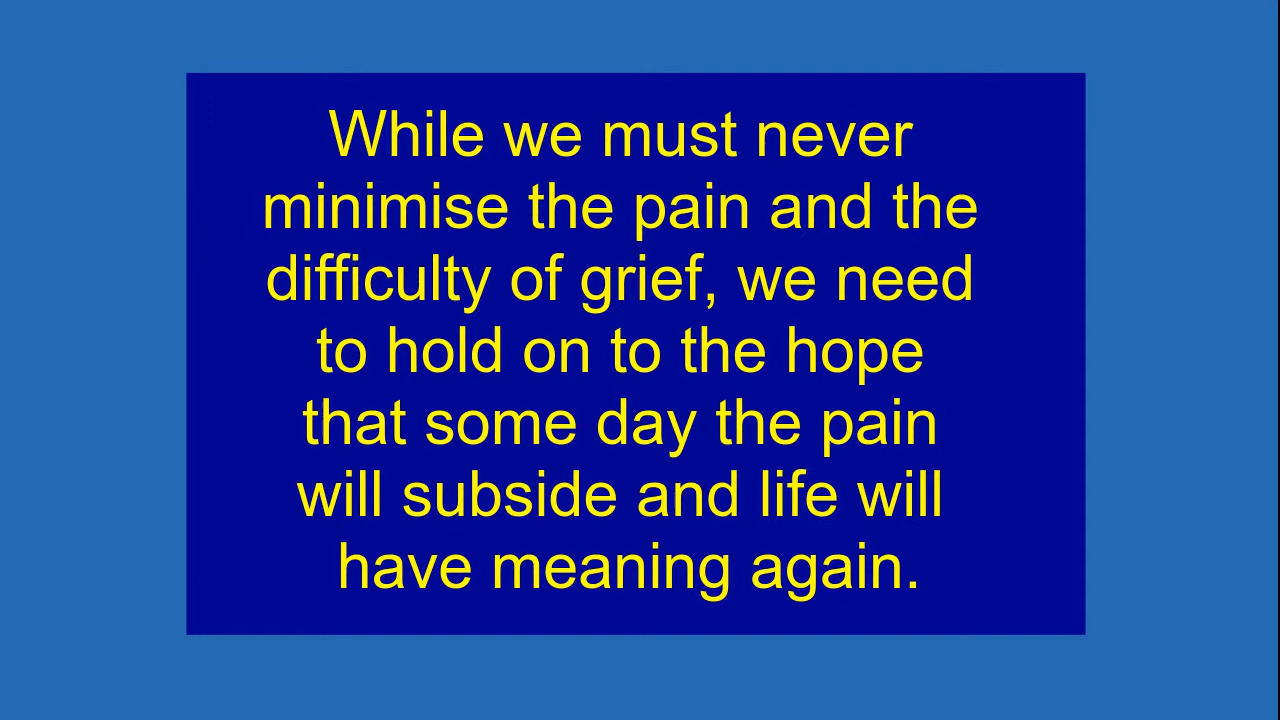 While we must never
minimise the pain and the
difficulty of grief, we need
to hold on to the hope
that some day the pain
will subside and life will
have meaning again.